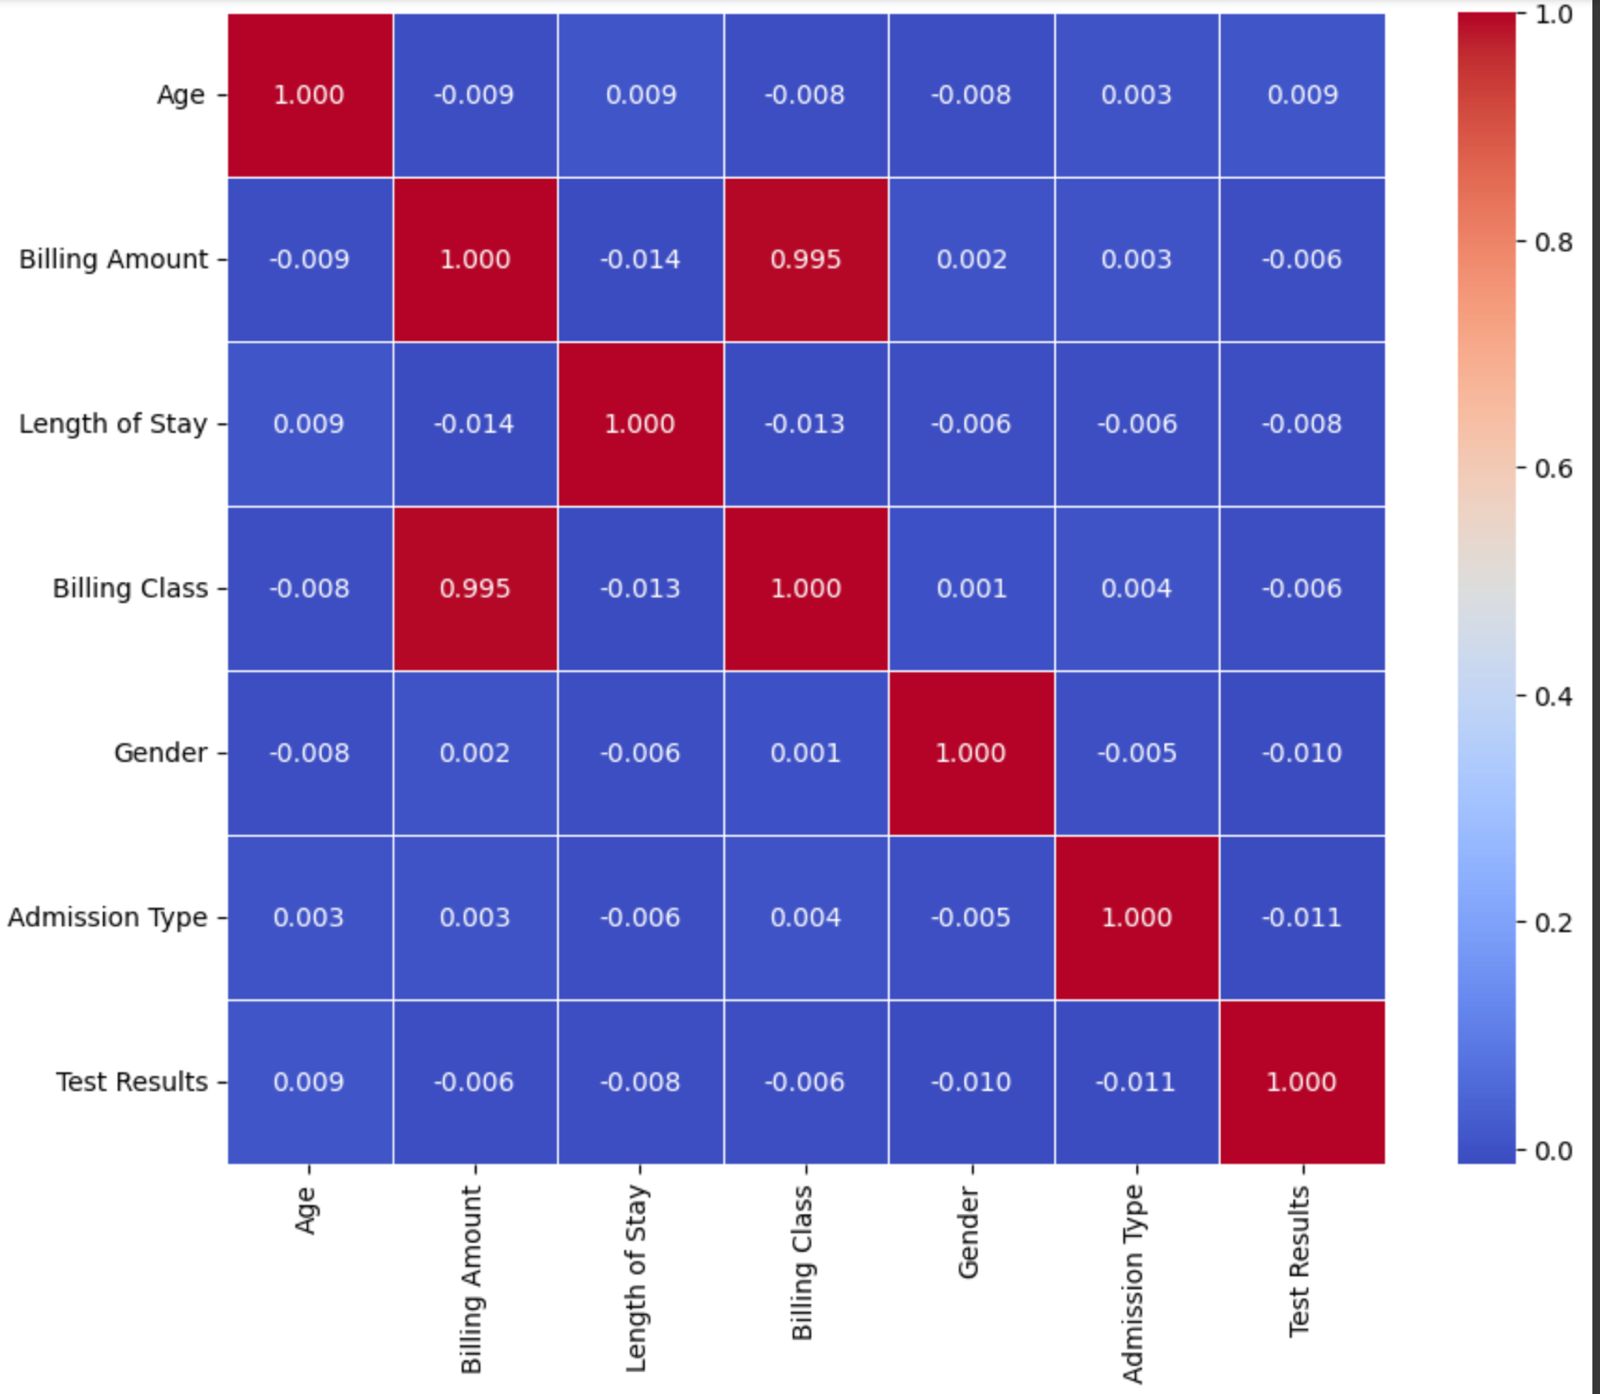 1.0
Age 1.000 -0.009 0.009 -0.008 -0.008 0.003 0.009
0.8
Billing Amount -0.009 1.000 -0.014 0.995 0.002 0.003 -0.006
Length of Stay 0.009 -0.014 1.000 -0.013 -0.006 -0.006 -0.008
0.6
Billing Class -0.008 0.995 -0.013 1.000 0.001 0.004 -0.006
0.4
Gender -0.008 0.002 -0.006 0.001 1.000 -0.005 -0.010
Admission Type 0.003 0.003 -0.006 0.004 -0.005 1.000 -0.011
0.2
Test Results 0.009 -0.006 -0.008 -0.006 -0.010 -0.011 1.000
0.0
Age
Billing Amount
Length of Stay
Billing Class
Gender
Admission Type
Test Results